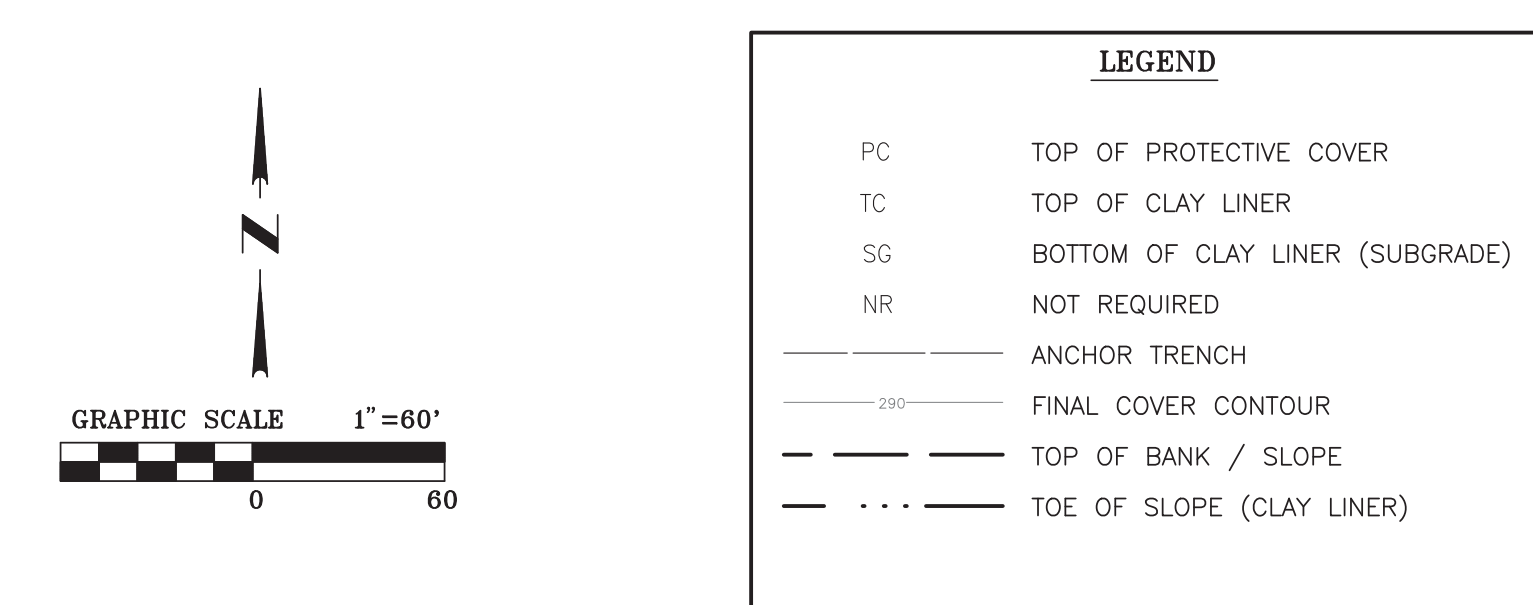 N
GRAPHIC SCALE 1"=60'
0 60
LEGEND
PC TOP OF PROTECTIVE COVER
TC TOP OF CLAY LINER
SG BOTTOM OF CLAY LINER (SUBGRADE)
NR NOT REQUIRED
ANCHOR TRENCH
290 FINAL COVER CONTOUR
TOP OF BANK / SLOPE
TOE OF SLOPE (CLAY LINER)